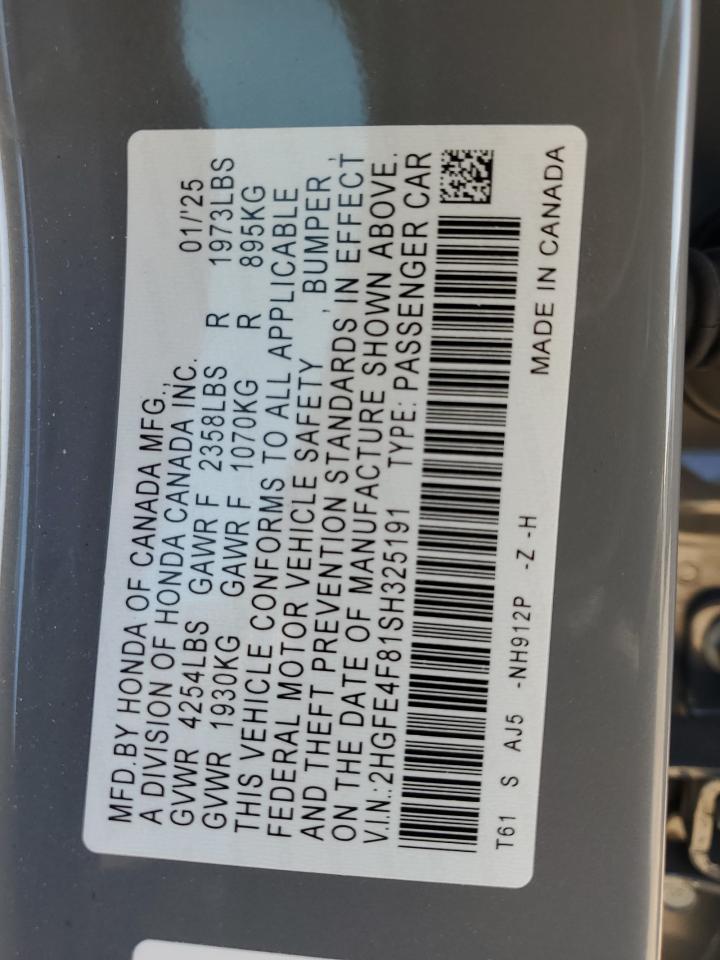 MFD.BY HONDA OF CANADA MFG.,
A DIVISION OF HONDA CANADA INC. 01/'25
GVWR 4254LBS GAWR F 2358LBS R 1973LBS
GVWR 1930KG GAWR F 1070KG R 895KG
THIS VEHICLE CONFORMS TO ALL APPLICABLE
FEDERAL MOTOR VEHICLE SAFETY , BUMPER ,
AND THEFT PREVENTION STANDARDS IN EFFECT
ON THE DATE OF MANUFACTURE SHOWN ABOVE.
V.I.N.:2HGFE4F81SH325191 TYPE: PASSENGER CAR
T61 S AJ5 -NH912P -Z -H
MADE IN CANADA